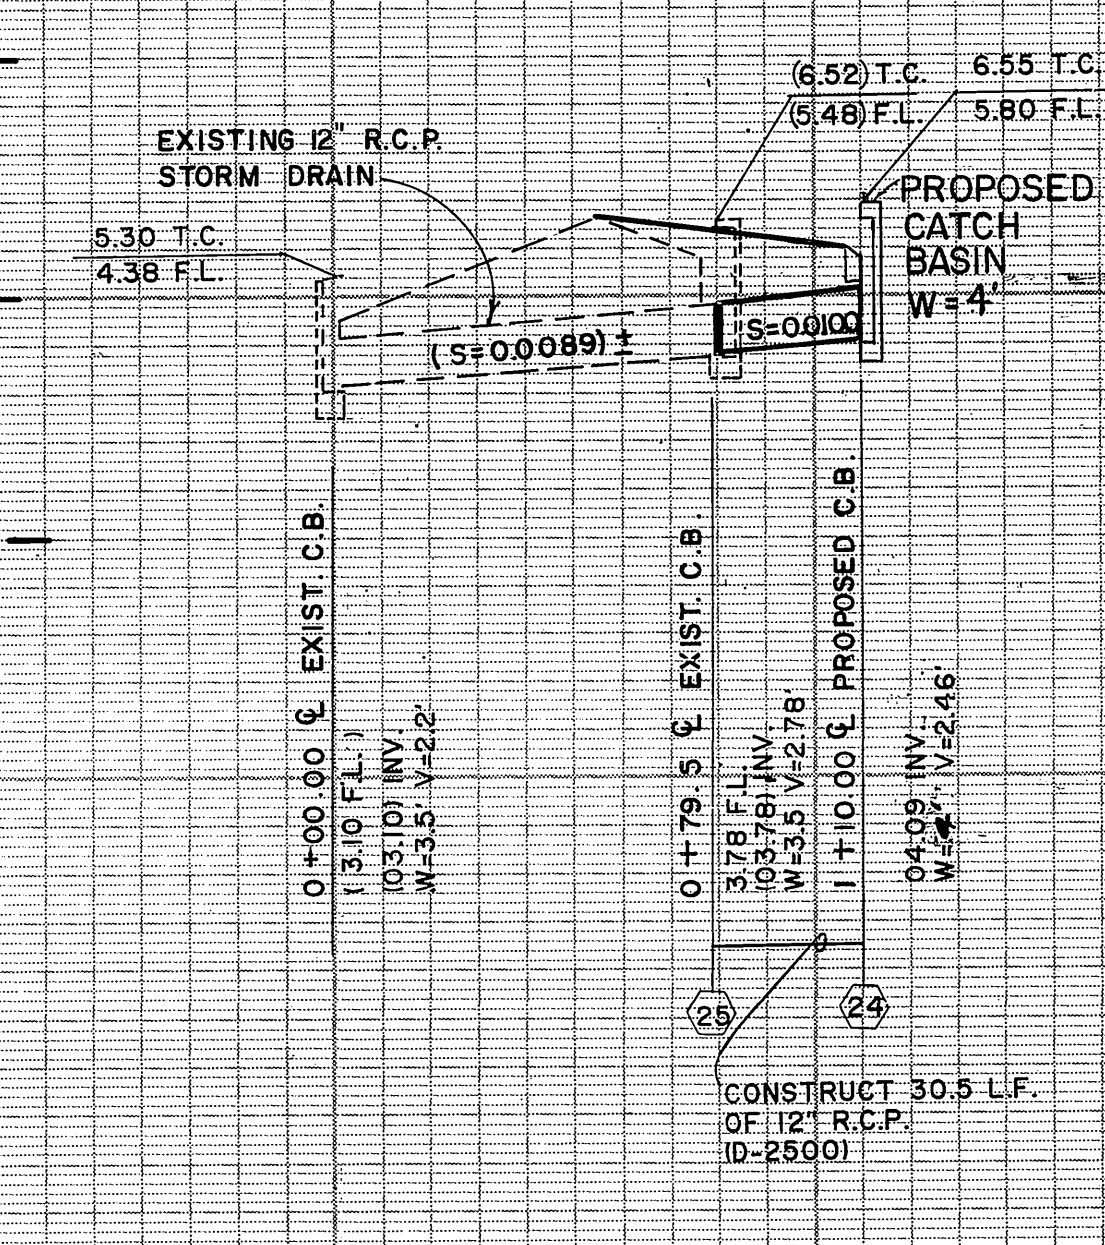 (6.52) T.C.
(5.48) F.L.
6.55 T.C.
5.80 F.L.
EXISTING 12" R.C.P.
STORM DRAIN
5.30 T.C.
4.38 F.L.
PROPOSED
CATCH
BASIN
W = 4'
(S=0.0089) ±
S=0.0100
0+00.00 ℄ EXIST. C.B.
(3.10 F.L.)
(03.10) INV.
W=3.5' V=2.2'
0+79.5 ℄ EXIST. C.B.
3.78 F.L.
(03.78) INV.
W=3.5 V=2.78'
1+10.00 ℄ PROPOSED C.B.
04.09 INV.
V=2.46'
25
24
CONSTRUCT 30.5 L.F.
OF 12" R.C.P.
(D-2500)